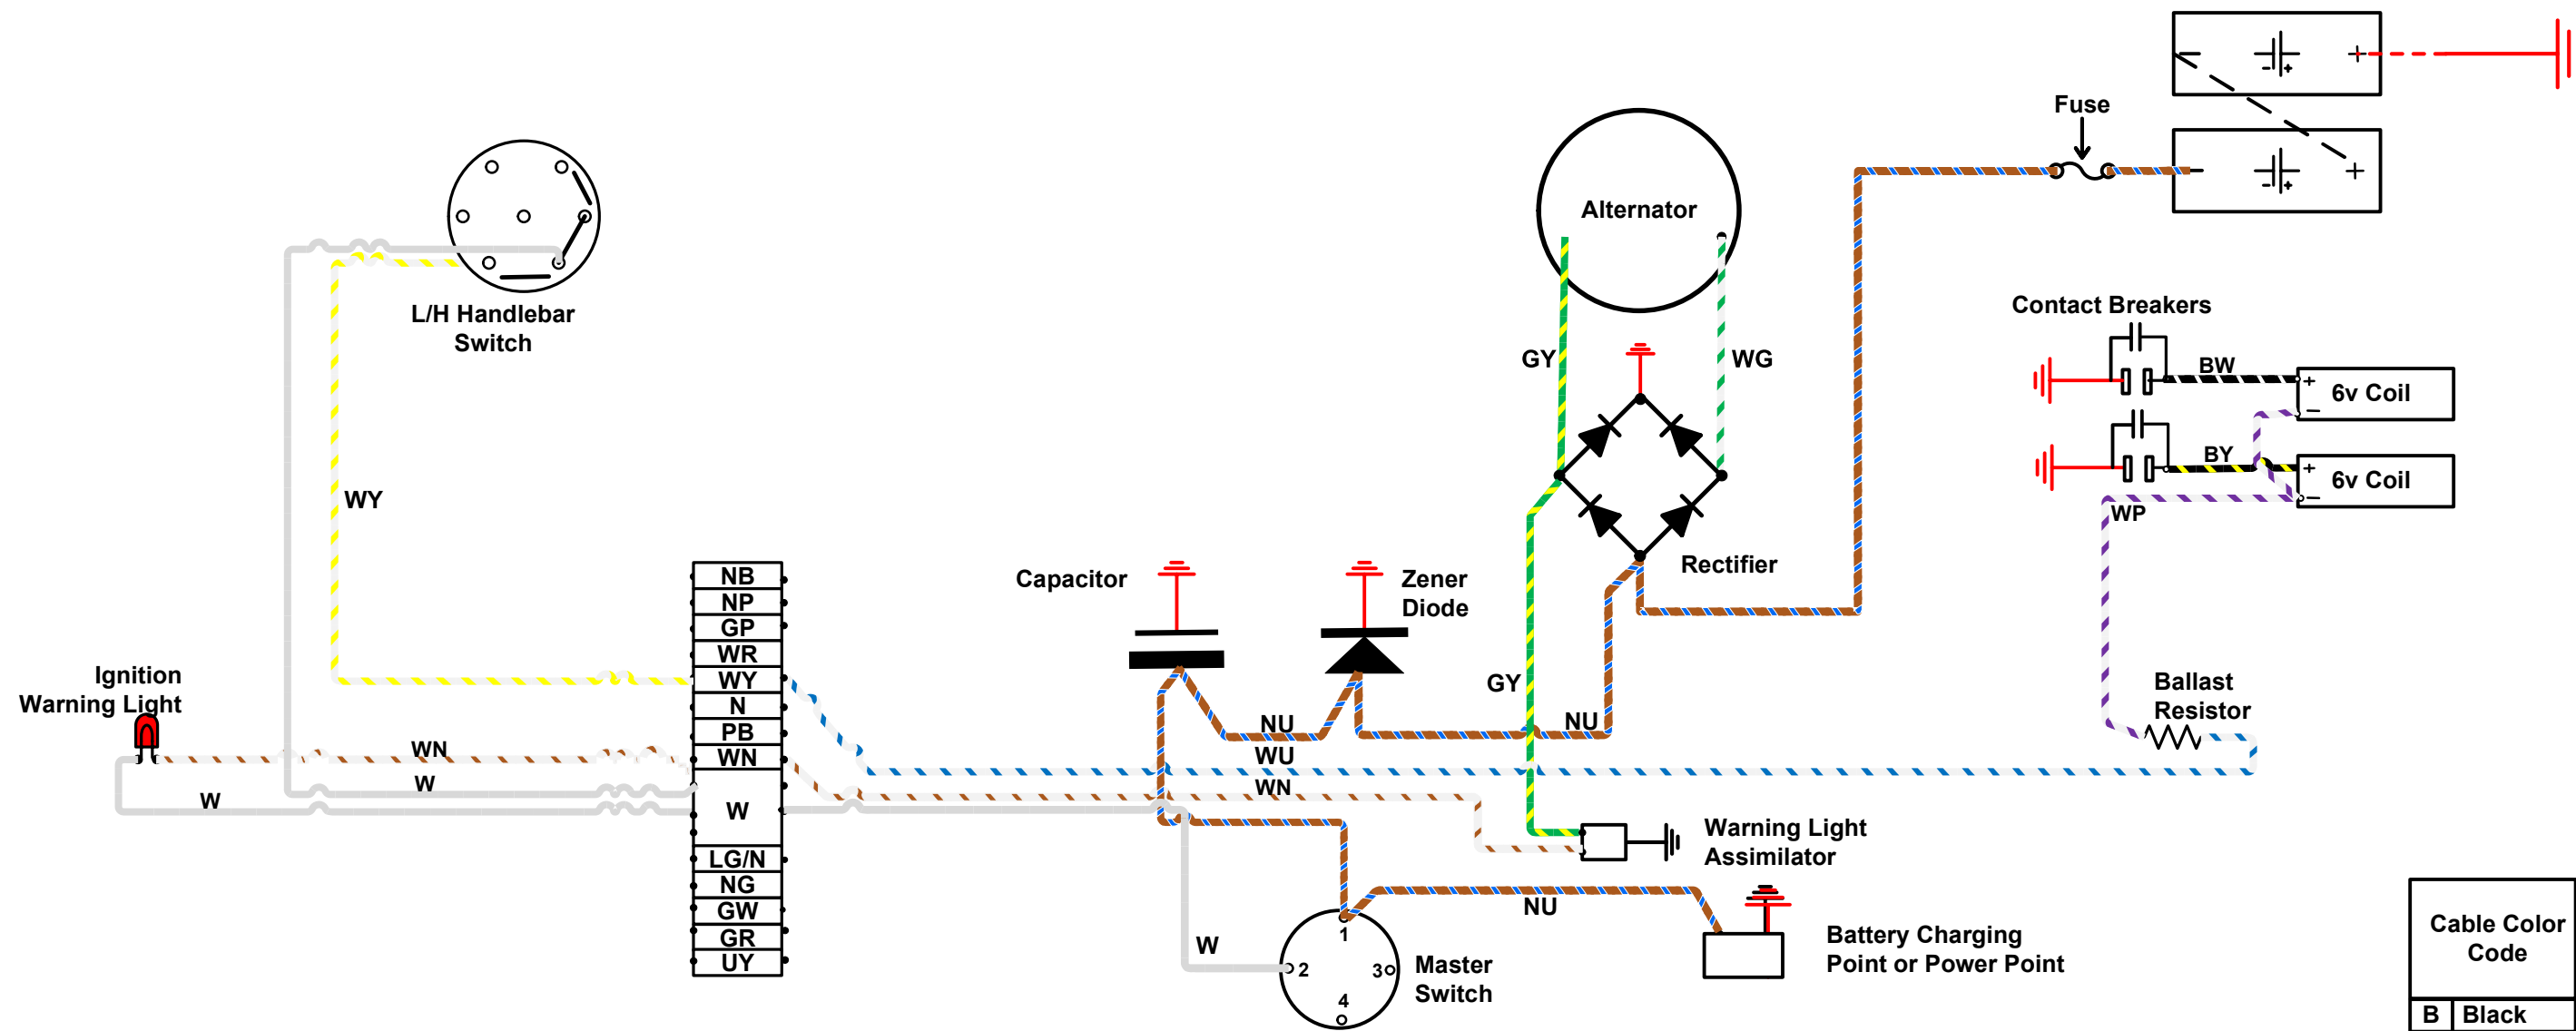 Fuse
Alternator
L/H Handlebar
Switch
Contact Breakers
GY
WG
BW
6v Coil
BY
6v Coil
WP
WY
Capacitor
Zener
Diode
Rectifier
Ignition
Warning Light
Ballast
Resistor
NB
NP
GP
WR
WY
N
PB
WN
W
LG/N
NG
GW
GR
UY
GY
NU
NU
WU
WN
WN
W
W
Warning Light
Assimilator
NU
W
1
2
3
4
Master
Switch
Battery Charging
Point or Power Point
Cable Color
Code
B Black